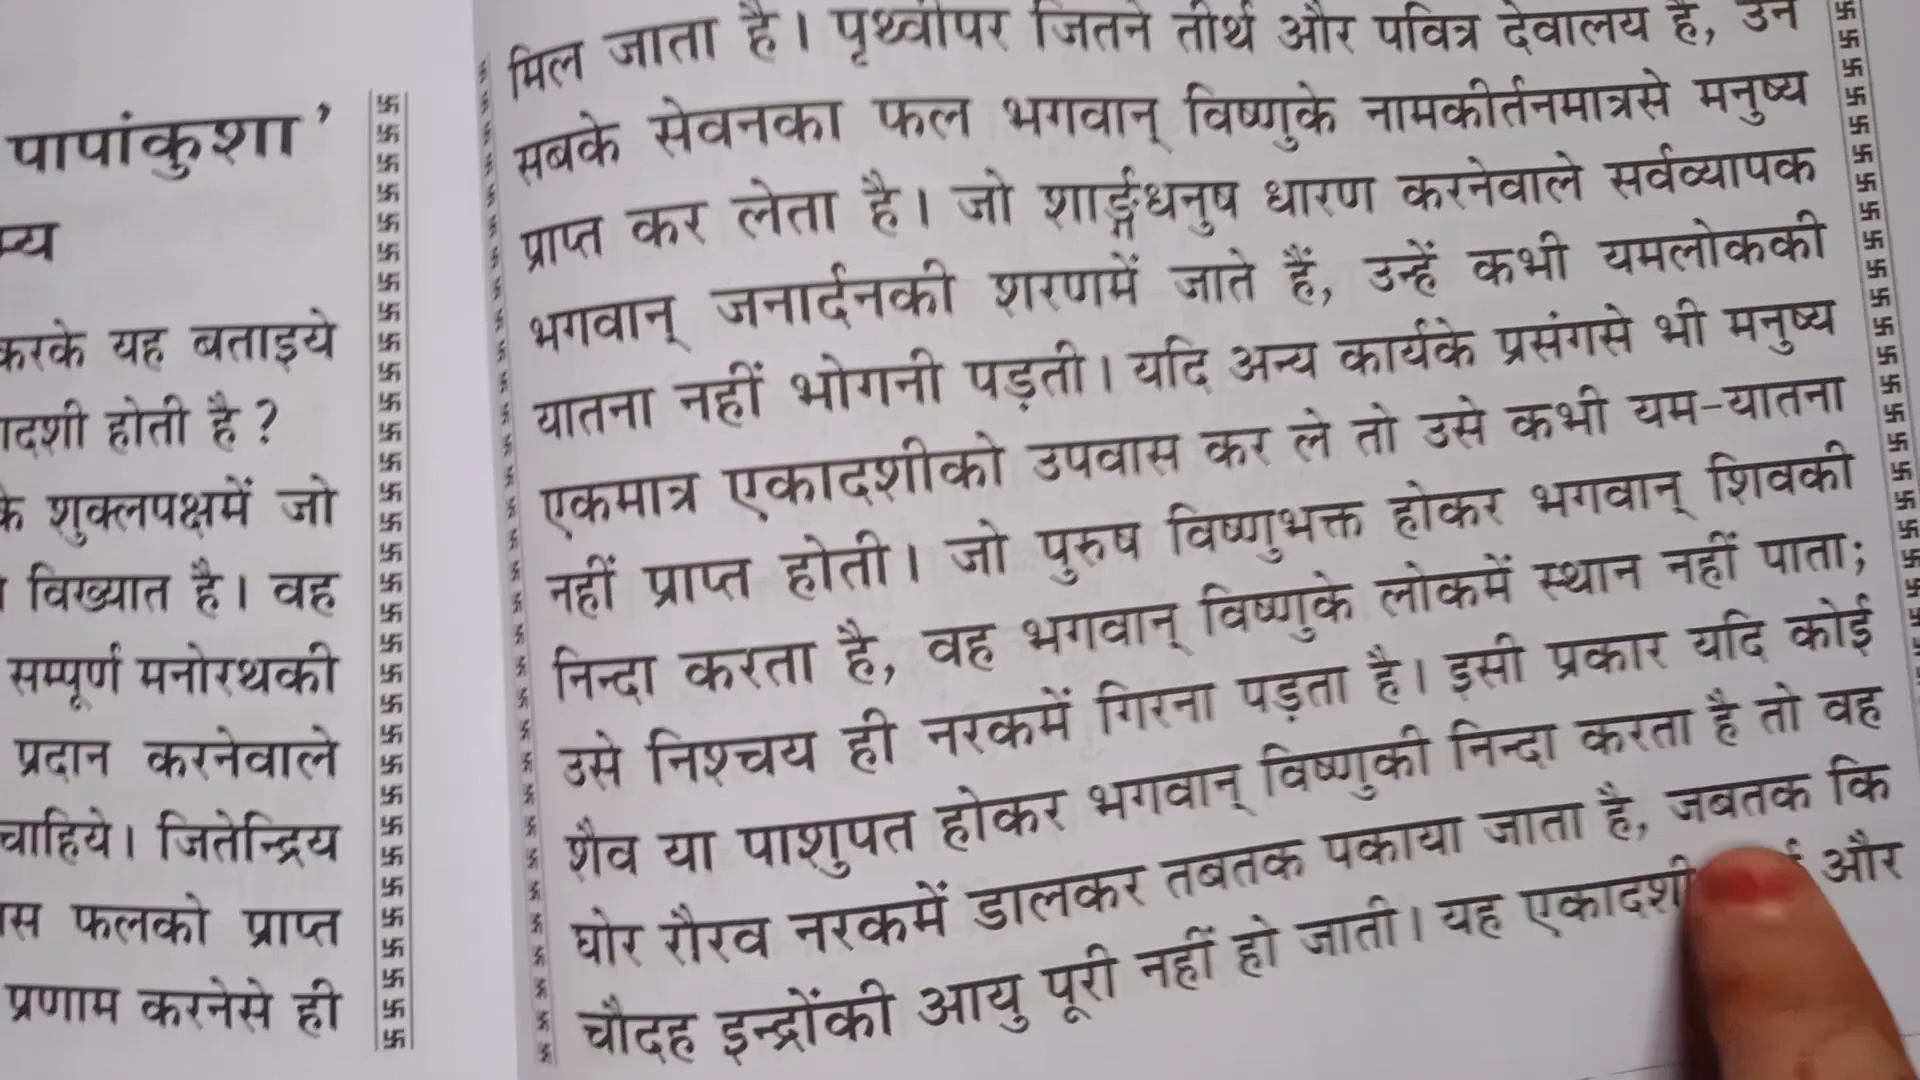 पापांकुशा’
करके यह बताइये
होती है?
शुक्लपक्षमें जो
विख्यात है। वह
सम्पूर्ण मनोरथकी
प्रदान करनेवाले
चाहिये। जितेन्द्रिय
फलको प्राप्त
प्रणाम करनेसे ही
मिल जाता है। पृथ्वीपर जितने तीर्थ और पवित्र देवालय हैं, उन
सबके सेवनका फल भगवान् विष्णुके नामकीर्तनमात्रसे मनुष्य
प्राप्त कर लेता है। जो शार्ङ्गधनुष धारण करनेवाले सर्वव्यापक
भगवान् जनार्दनकी शरणमें जाते हैं, उन्हें कभी यमलोककी
यातना नहीं भोगनी पड़ती। यदि अन्य कार्यके प्रसंगसे भी मनुष्य
एकमात्र एकादशीको उपवास कर ले तो उसे कभी यम-यातना
नहीं प्राप्त होती। जो पुरुष विष्णुभक्त होकर भगवान् शिवकी
निन्दा करता है, वह भगवान् विष्णुके लोकमें स्थान नहीं पाता;
उसे निश्चय ही नरकमें गिरना पड़ता है। इसी प्रकार यदि कोई
शैव या पाशुपत होकर भगवान् विष्णुकी निन्दा करता है तो वह
घोर रौरव नरकमें डालकर तबतक पकाया जाता है, जबतक कि
चौदह इन्द्रोंकी आयु पूरी नहीं हो जाती। यह एकादशी और